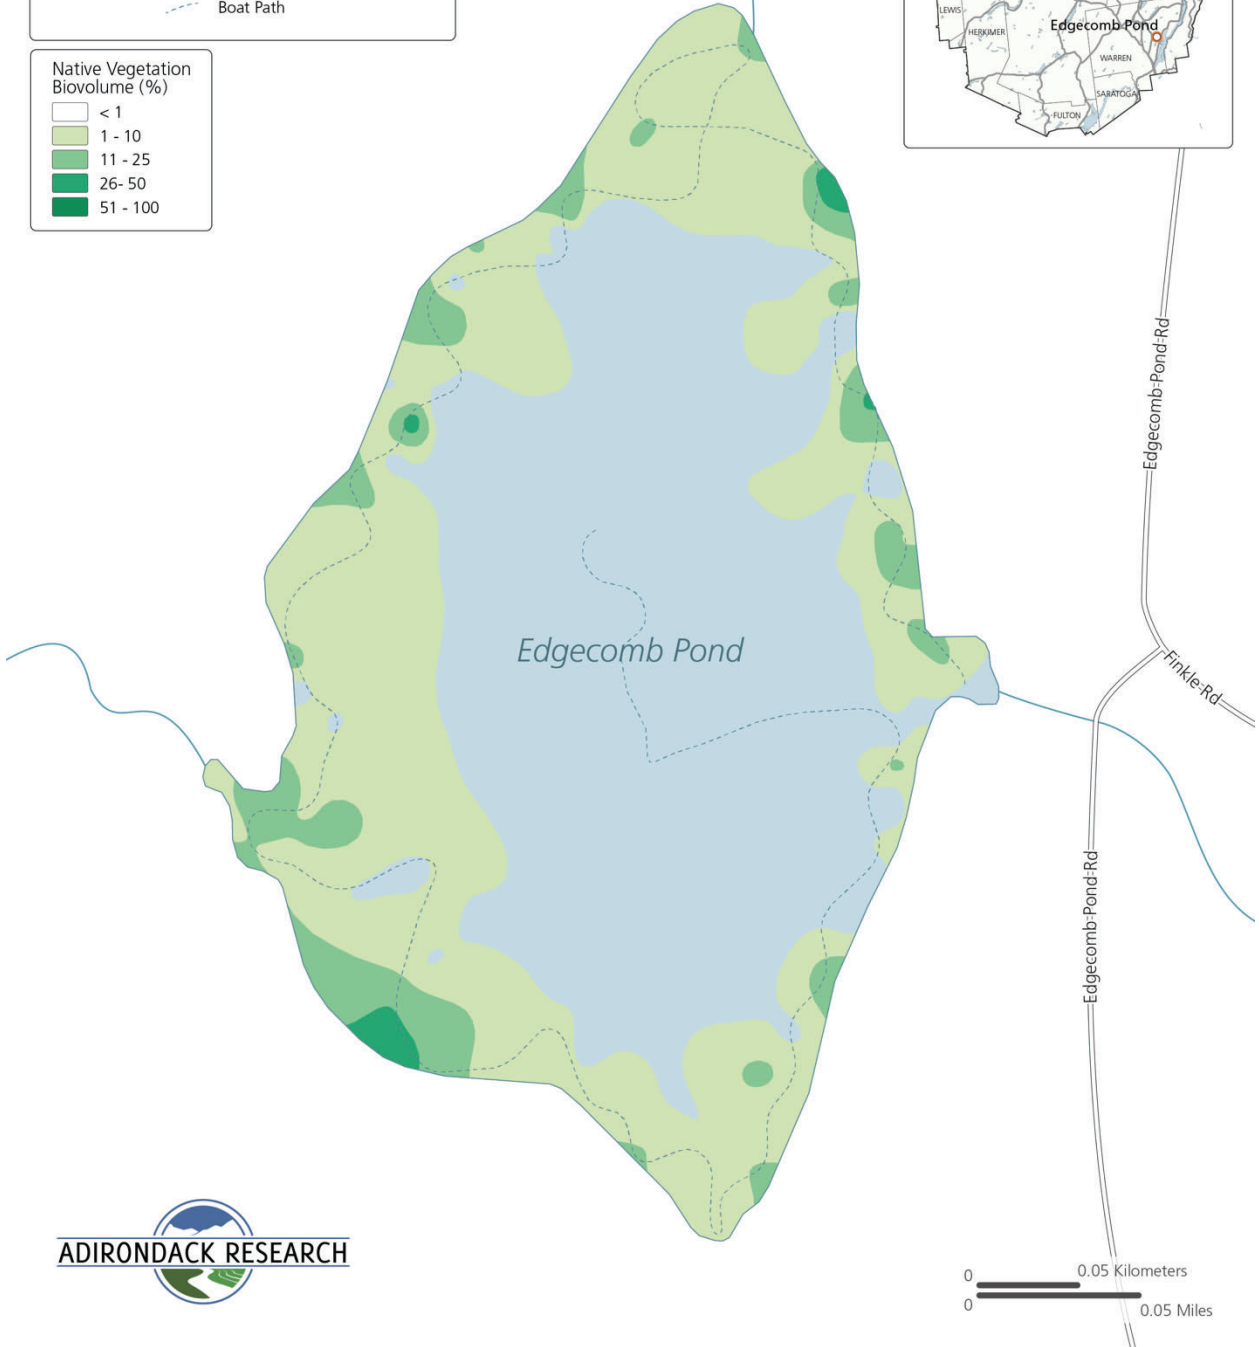 Boat Path
Native Vegetation
Biovolume (%)
< 1
1 - 10
11 - 25
26- 50
51 - 100
LEWIS
HERKIMER
Edgecomb Pond
WARREN
SARATOGA
FULTON
Edgecomb-Pond-Rd
Edgecomb Pond
Finkle-Rd
Edgecomb-Pond-Rd
ADIRONDACK RESEARCH
0
0.05 Kilometers
0
0.05 Miles